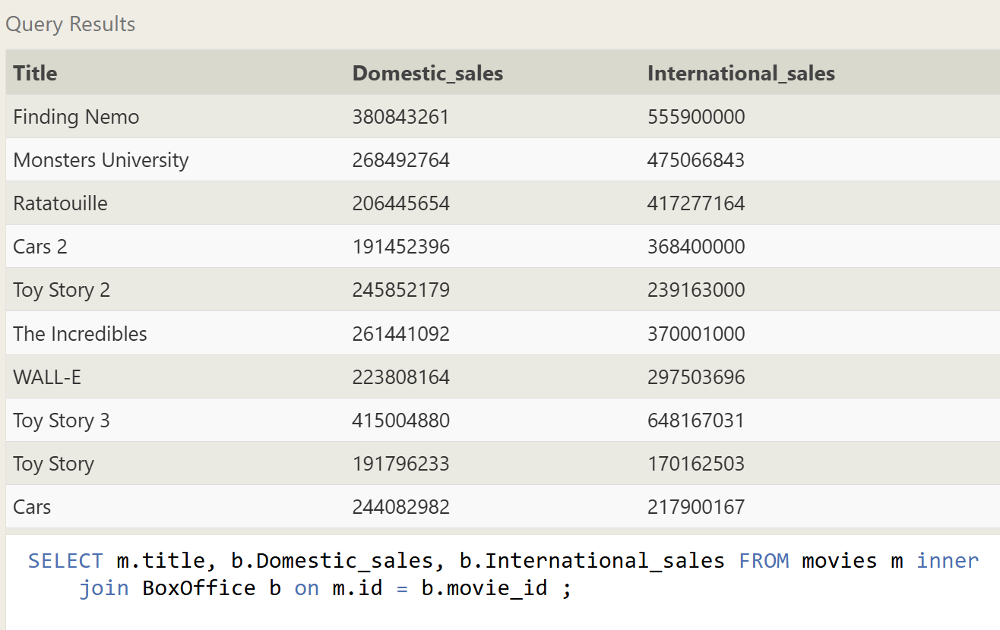 Query Results
Title Domestic_sales International_sales
Finding Nemo 380843261 555900000
Monsters University 268492764 475066843
Ratatouille 206445654 417277164
Cars 2 191452396 368400000
Toy Story 2 245852179 239163000
The Incredibles 261441092 370001000
WALL-E 223808164 297503696
Toy Story 3 415004880 648167031
Toy Story 191796233 170162503
Cars 244082982 217900167
SELECT m.title, b.Domestic_sales, b.International_sales FROM movies m inner
join BoxOffice b on m.id = b.movie_id ;